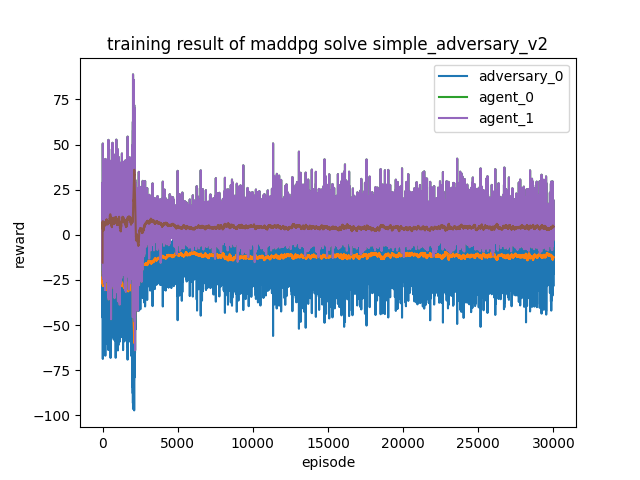 training result of maddpg solve simple_adversary_v2
adversary_0
agent_0
agent_1
75
50
25
0
−25
−50
−75
−100
reward
0
5000
10000
15000
20000
25000
30000
episode